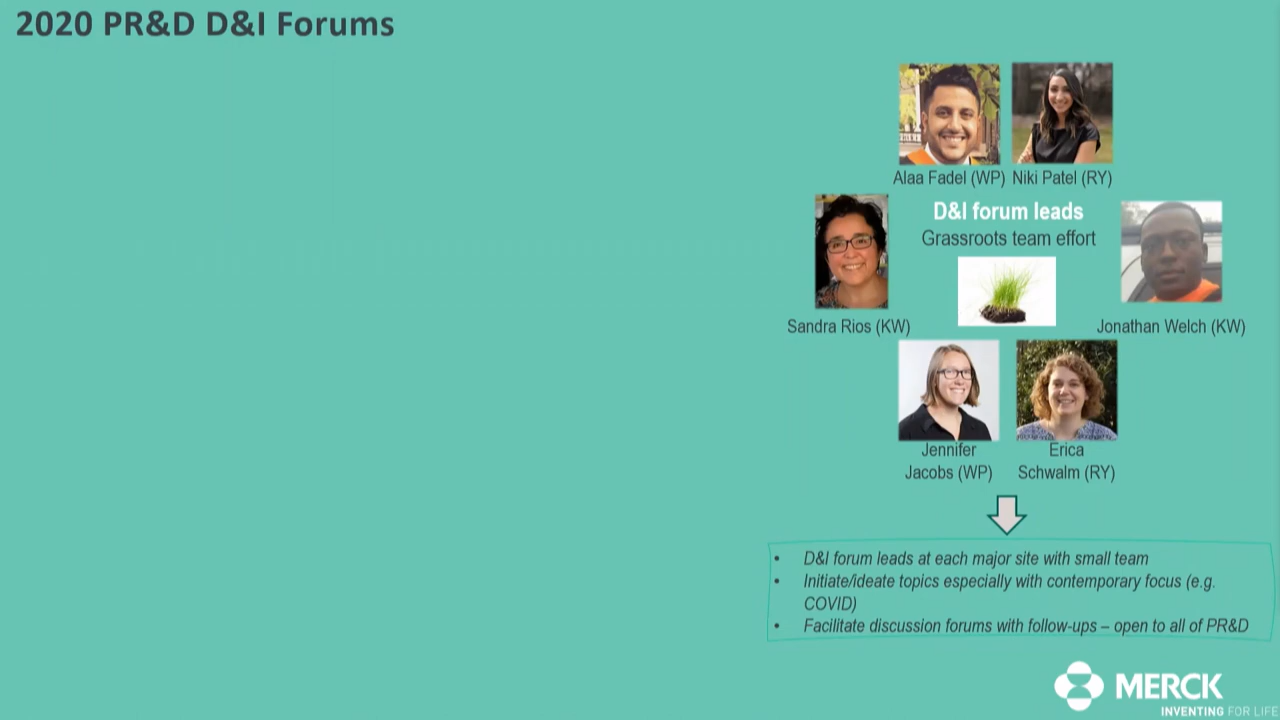 2020 PR&D D&I Forums
Alaa Fadel (WP) Niki Patel (RY)
D&I forum leads
Grassroots team effort
Sandra Rios (KW)
Jonathan Welch (KW)
Jennifer
Jacobs (WP)
Erica
Schwalm (RY)
• D&I forum leads at each major site with small team
• Initiate/ideate topics especially with contemporary focus (e.g.
COVID)
• Facilitate discussion forums with follow-ups – open to all of PR&D
MERCK
INVENTING FOR LIFE